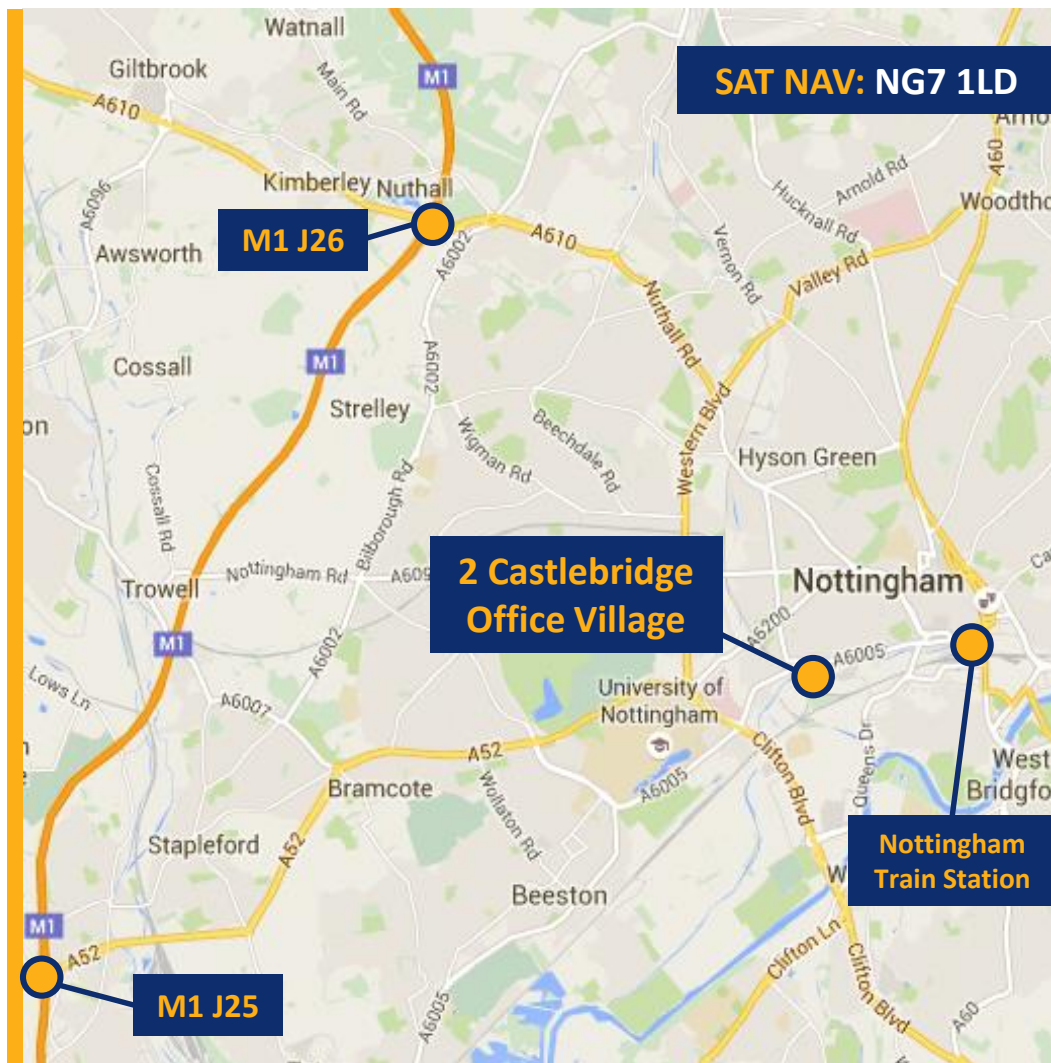 Watnall
Giltbrook
M1
SAT NAV: NG7 1LD
Main Rd
A610
A60
Arnold Rd
Kimberley
Nuthall
Hucknall Rd
A6096
M1 J26
A6002
A610
Vernon Rd
Awsworth
Valley Rd
Nuthall Rd
M1
A6002
Cossall
Strelley
Beechdale Rd
Western Blvd
Wigman Rd
Hyson Green
Cossall Rd
Bilborough Rd
2 Castlebridge
Office Village
Nottingham Rd
Trowell
Nottingham
M1
A6002
A6200
A6005
Lows Ln
A6007
University of
Nottingham
A52
Clifton Blvd
Queens Dr
West
A6005
Bramcote
Wollaton Rd
Stapleford
A52
Nottingham
Train Station
Beeston
M1
A52
Clifton Ln
Clifton Blvd
M1 J25
A6005
A60